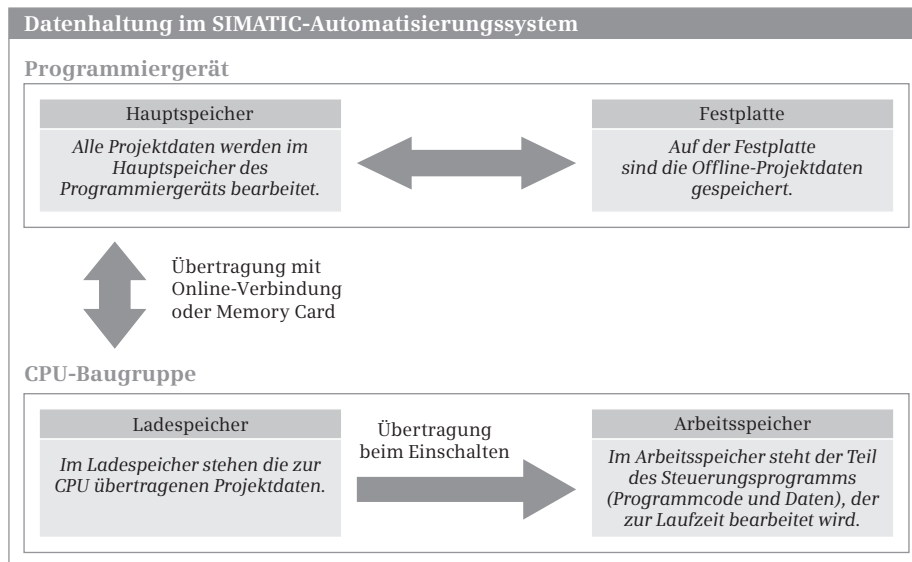 Datenhaltung im SIMATIC-Automatisierungssystem
Programmiergerät
Hauptspeicher
Alle Projektdaten werden im
Hauptspeicher des
Programmiergeräts bearbeitet.
Festplatte
Auf der Festplatte
sind die Offline-Projektdaten
gespeichert.
Übertragung mit
Online-Verbindung
oder Memory Card
CPU-Baugruppe
Ladespeicher
Im Ladespeicher stehen die zur
CPU übertragenen Projektdaten.
Übertragung
beim Einschalten
Arbeitsspeicher
Im Arbeitsspeicher steht der Teil
des Steuerungsprogramms
(Programmcode und Daten), der
zur Laufzeit bearbeitet wird.